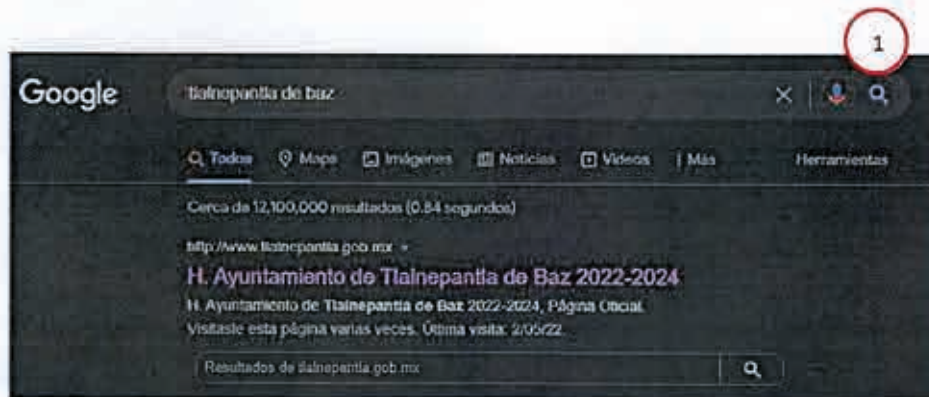 1
Google tlalnepantla de baz
Todos Maps Imágenes Noticias Videos Más Herramientas
Cerca de 12,100,000 resultados (0.84 segundos)
http://www.tlalnepantla.gob.mx
H. Ayuntamiento de Tlalnepantla de Baz 2022-2024
H. Ayuntamiento de Tlalnepantla de Baz 2022-2024, Página Oficial.
Visitaste esta página varias veces. Última visita: 2/05/22
Resultados de tlalnepantla.gob.mx